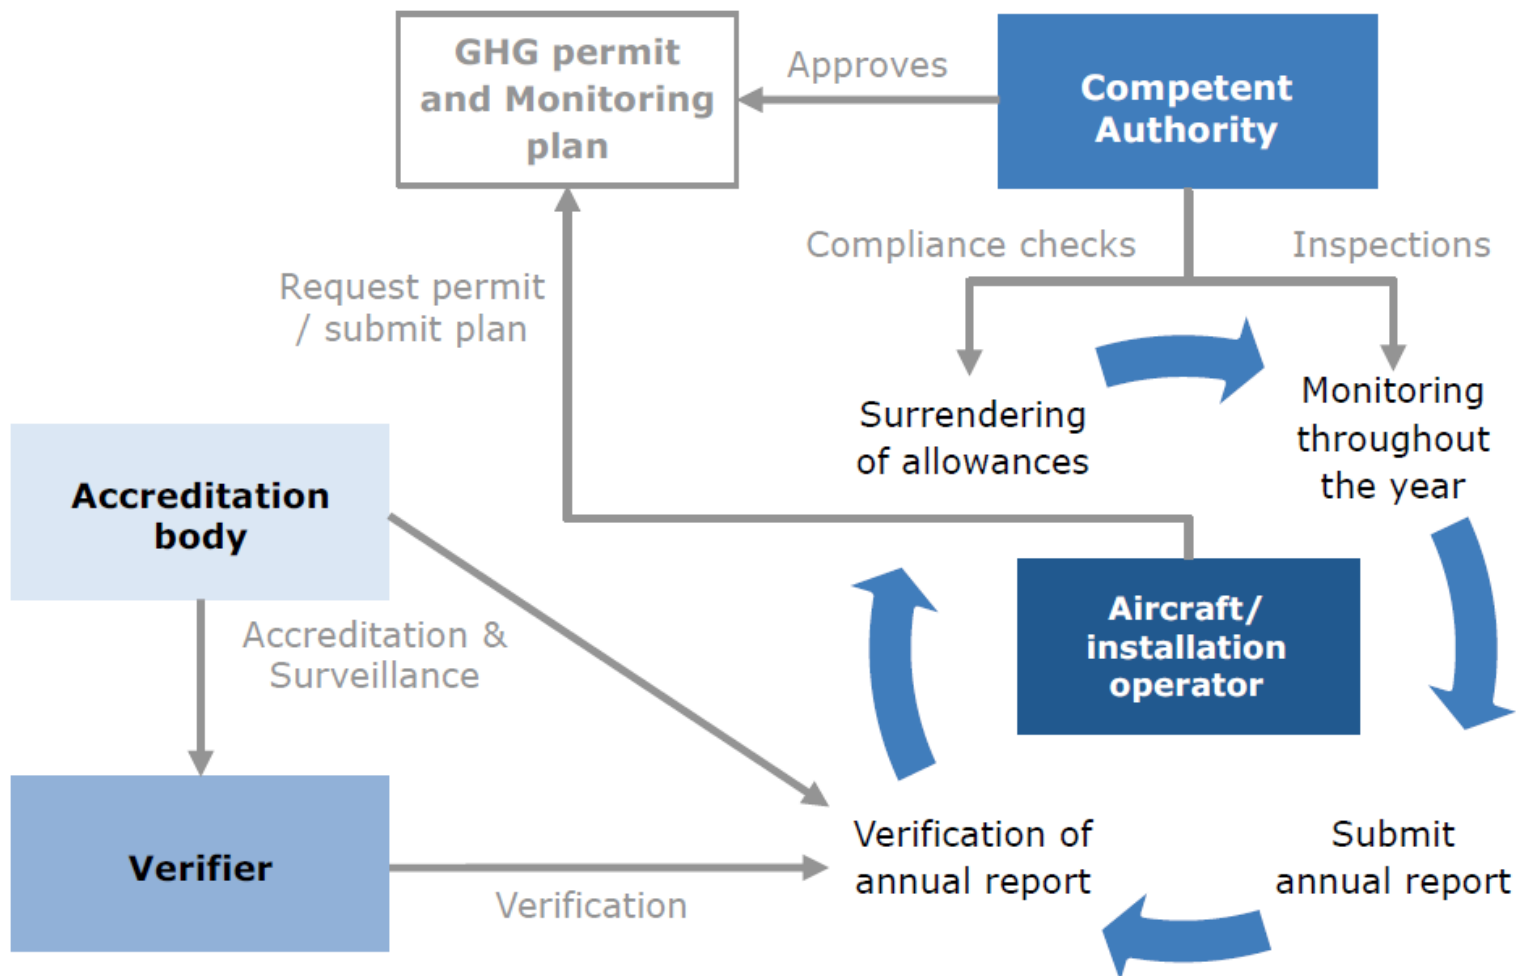 GHG permit
and Monitoring
plan
Approves
Competent
Authority
Compliance checks
Inspections
Request permit
/ submit plan
Surrendering
of allowances
Monitoring
throughout
the year
Accreditation
body
Aircraft/
installation
operator
Accreditation &
Surveillance
Verifier
Verification
Verification of
annual report
Submit
annual report